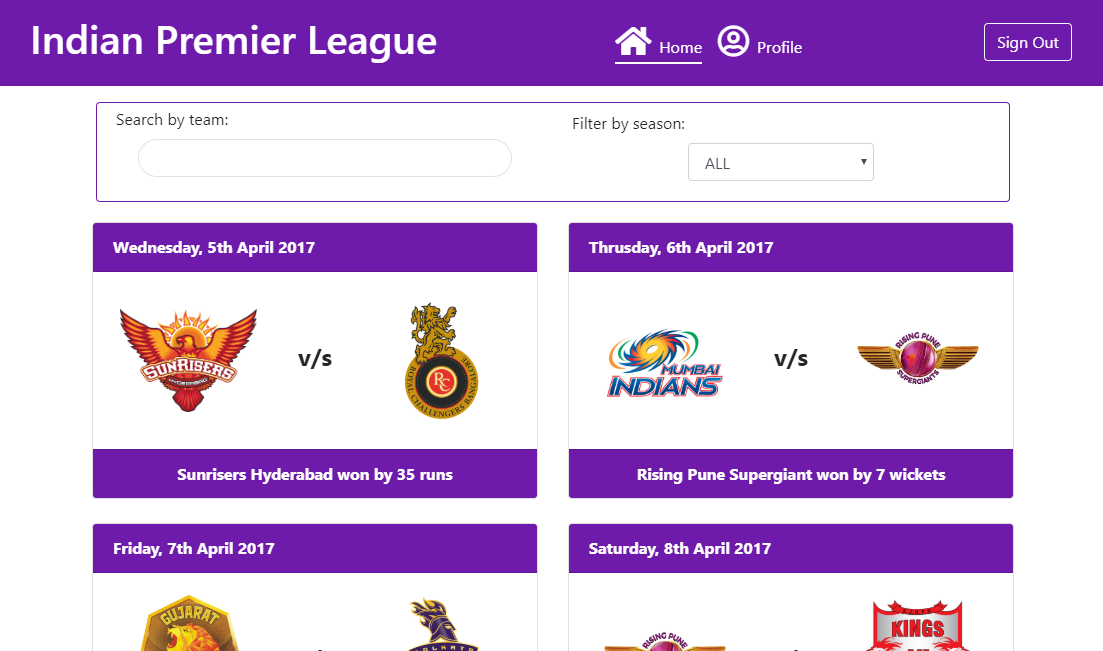 Indian Premier League
Home
Profile
Sign Out
Search by team:
Filter by season:
ALL
Wednesday, 5th April 2017
SUNRISERS
HYDERABAD
v/s
ROYAL CHALLENGERS BANGALORE
RC
Sunrisers Hyderabad won by 35 runs
Thrusday, 6th April 2017
MUMBAI
INDIANS
v/s
RISING PUNE
SUPERGIANTS
Rising Pune Supergiant won by 7 wickets
Friday, 7th April 2017
GUJARAT
Saturday, 8th April 2017
RISING PUNE
KINGS